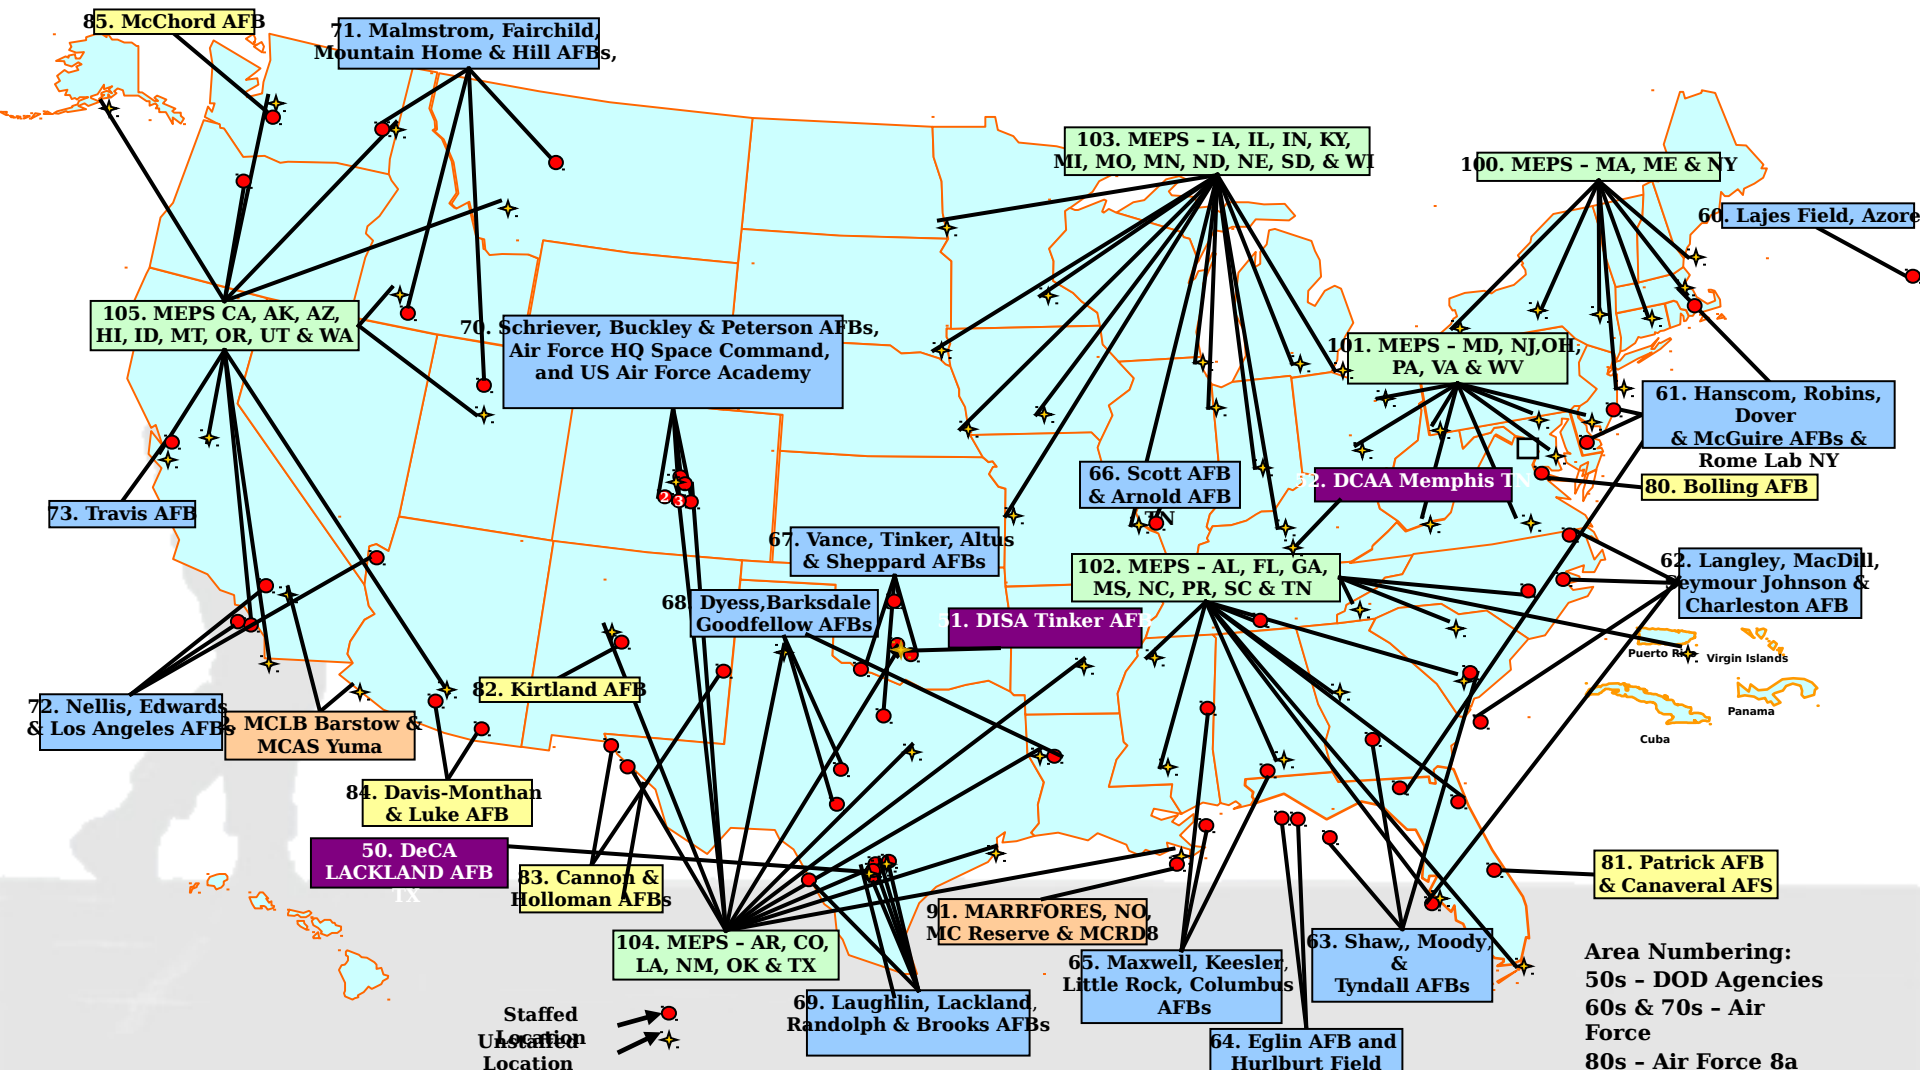 85. McChord AFB
71. Malmstrom, Fairchild,
Mountain Home & Hill AFBs,
103. MEPS – IA, IL, IN, KY,
MI, MO, MN, ND, NE, SD, & WI
100. MEPS – MA, ME & NY
60. Lajes Field, Azore
105. MEPS CA, AK, AZ,
HI, ID, MT, OR, UT & WA
70. Schriever, Buckley & Peterson AFBs,
Air Force HQ Space Command,
and US Air Force Academy
101. MEPS – MD, NJ,OH,
PA, VA & WV
61. Hanscom, Robins,
Dover
& McGuire AFBs &
Rome Lab NY
66. Scott AFB
& Arnold AFB
TN
52. DCAA Memphis TN
80. Bolling AFB
73. Travis AFB
2
3
67. Vance, Tinker, Altus
& Sheppard AFBs
102. MEPS – AL, FL, GA,
MS, NC, PR, SC & TN
62. Langley, MacDill,
Seymour Johnson &
Charleston AFB
68. Dyess,Barksdale
Goodfellow AFBs
51. DISA Tinker AFB
Puerto Ri
Virgin Islands
82. Kirtland AFB
72. Nellis, Edwards
& Los Angeles AFBs
2. MCLB Barstow &
MCAS Yuma
Panama
Cuba
84. Davis-Monthan
& Luke AFB
50. DeCA
LACKLAND AFB
TX
83. Cannon &
Holloman AFBs
81. Patrick AFB
& Canaveral AFS
91. MARRFORES, NO,
MC Reserve & MCRD8
104. MEPS – AR, CO,
LA, NM, OK & TX
63. Shaw,, Moody,
&
Tyndall AFBs
65. Maxwell, Keesler,
Little Rock, Columbus
AFBs
69. Laughlin, Lackland,
Randolph & Brooks AFBs
64. Eglin AFB and
Hurlburt Field
Staffed
Location
Unstaffed
Location
Area Numbering:
50s – DOD Agencies
60s & 70s – Air
Force
80s – Air Force 8a